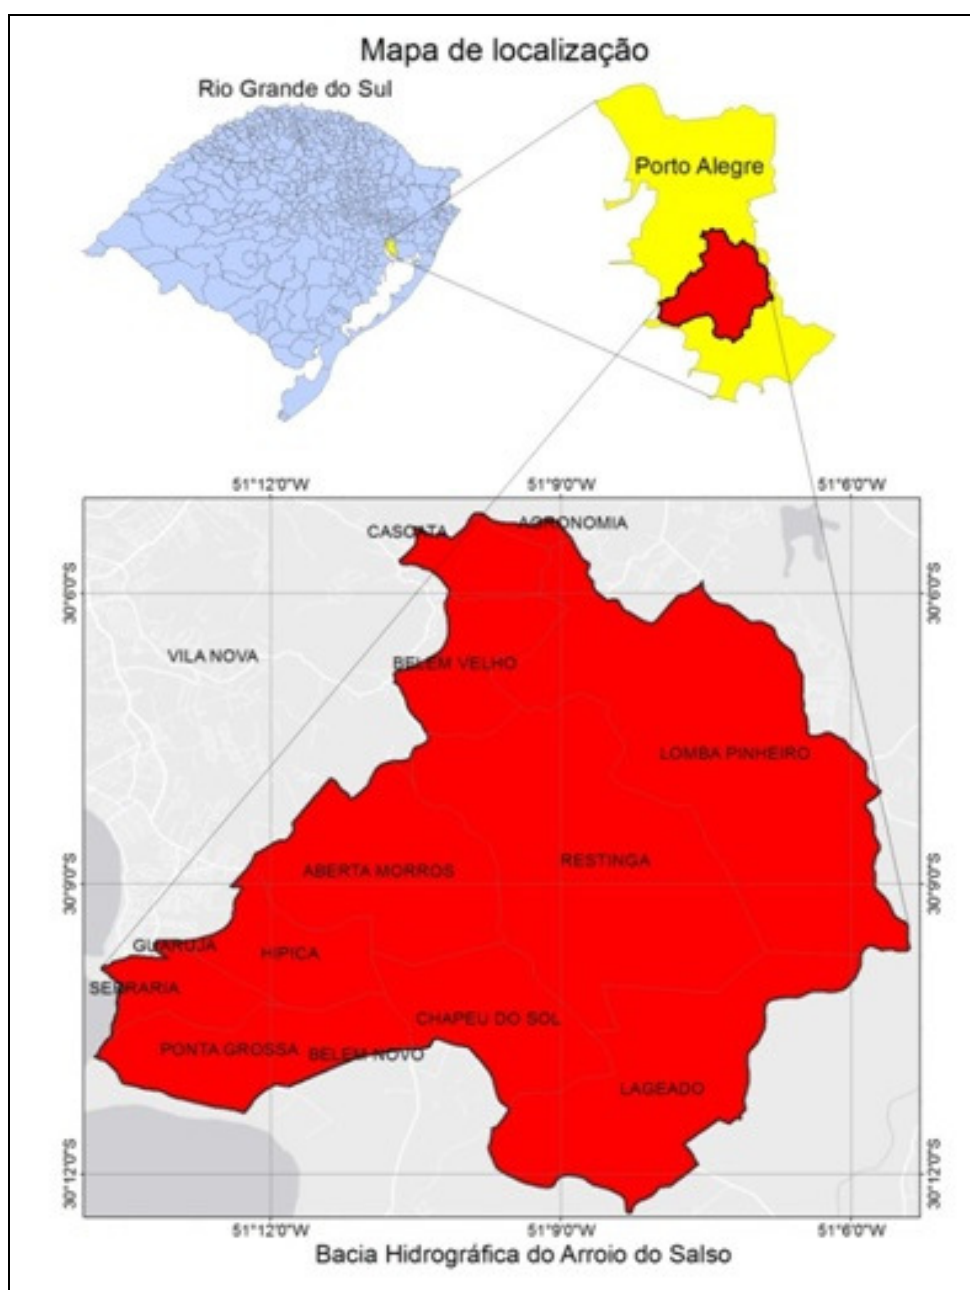 Mapa de localização
Rio Grande do Sul
Porto Alegre
51°12'0"W 51°9'0"W 51°6'0"W
CASCATA
AGRONOMIA
30°6'0"S 30°6'0"S
VILA NOVA
BELEM VELHO
LOMBA PINHEIRO
RESTINGA
ABERTA MORROS
30°9'0"S 30°9'0"S
GUARUJA
HIPICA
SERRARIA
CHAPEU DO SOL
PONTA GROSSA
BELEM NOVO
LAGEADO
30°12'0"S 30°12'0"S
51°12'0"W 51°9'0"W 51°6'0"W
Bacia Hidrográfica do Arroio do Salso